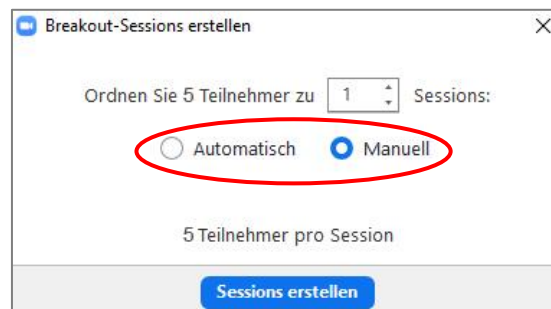 Breakout-Sessions erstellen
Ordnen Sie 5 Teilnehmer zu 1 Sessions:
Automatisch Manuell
5 Teilnehmer pro Session
Sessions erstellen